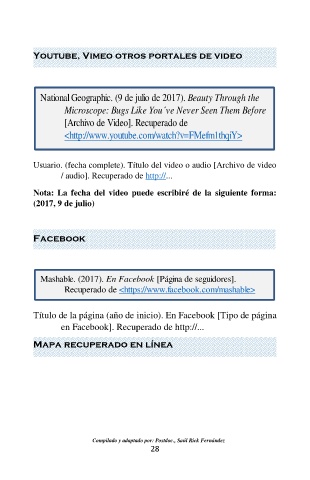 YOUTUBE, VIMEO OTROS PORTALES DE VIDEO
National Geographic. (9 de julio de 2017). Beauty Through the
Microscope: Bugs Like You´ve Never Seen Them Before
[Archivo de Video]. Recuperado de
<http://www.youtube.com/watch?v=FMefm1thqiY>
Usuario. (fecha complete). Título del video o audio [Archivo de video
/ audio]. Recuperado de http://...
Nota: La fecha del video puede escribiré de la siguiente forma:
(2017, 9 de julio)
FACEBOOK
Mashable. (2017). En Facebook [Página de seguidores].
Recuperado de <https://www.facebook.com/mashable>
Título de la página (año de inicio). En Facebook [Tipo de página
en Facebook]. Recuperado de http://...
MAPA RECUPERADO EN LÍNEA
Compilado y adaptado por: Postdoc., Saúl Rick Fernández
28